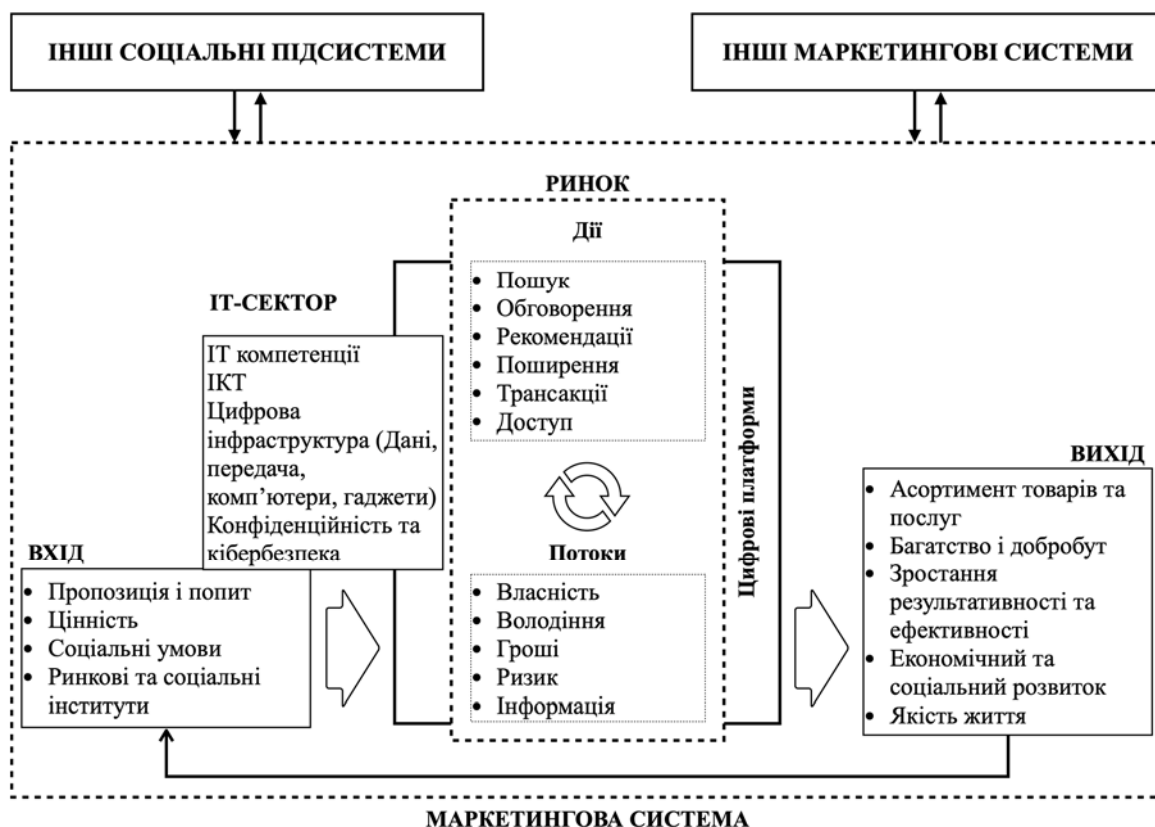 ІНШІ СОЦІАЛЬНІ ПІДСИСТЕМИ
ІНШІ МАРКЕТИНГОВІ СИСТЕМИ
РИНОК
Дії
• Пошук
• Обговорення
• Рекомендації
• Поширення
• Трансакції
• Доступ
Потоки
• Власність
• Володіння
• Гроші
• Ризик
• Інформація
ІТ-СЕКТОР
ІТ компетенції
ІКТ
Цифрова
інфраструктура (Дані,
передача,
комп’ютери, гаджети)
Конфіденційність та
кібербезпека
ВХІД
• Пропозиція і попит
• Цінність
• Соціальні умови
• Ринкові та соціальні
інститути
Цифрові платформи
ВИХІД
• Асортимент товарів та
послуг
• Багатство і добробут
• Зростання
результативності та
ефективності
• Економічний та
соціальний розвиток
• Якість життя
МАРКЕТИНГОВА СИСТЕМА